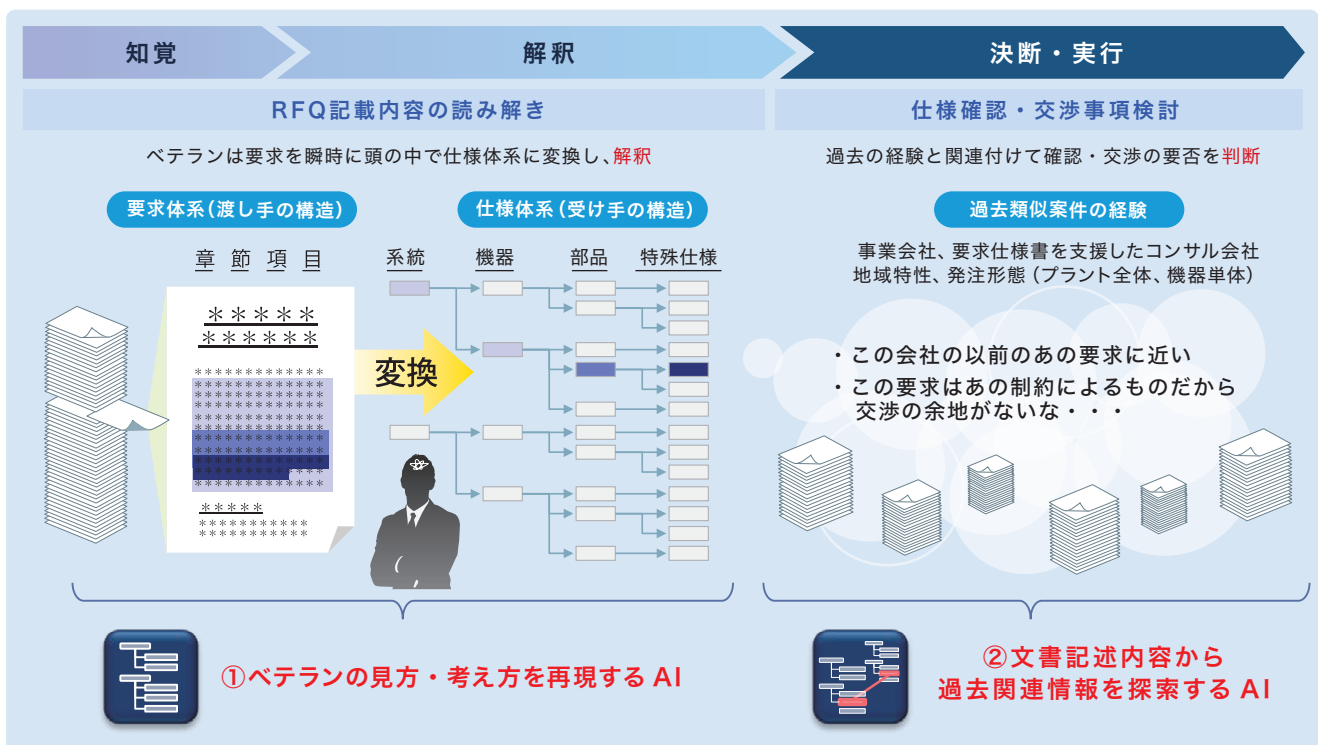 知覚
解釈
決断・実行
RFQ記載内容の読み解き
仕様確認・交渉事項検討
ベテランは要求を瞬時に頭の中で仕様体系に変換し、解釈
過去の経験と関連付けて確認・交渉の要否を判断
要求体系(渡し手の構造)
仕様体系(受け手の構造)
過去類似案件の経験
章 節 項 目
系統
機器
部品
特殊仕様
事業会社、要求仕様書を支援したコンサル会社
地域特性、発注形態(プラント全体、機器単体)
*****
******
*************
*************
*************
*************
*************
*************
*************
*************
*************
*************
*****
***********
***********
変換
・この会社の以前のあの要求に近い
・この要求はあの制約によるものだから
交渉の余地がないな・・・
①ベテランの見方・考え方を再現する AI
②文書記述内容から
過去関連情報を探索する AI